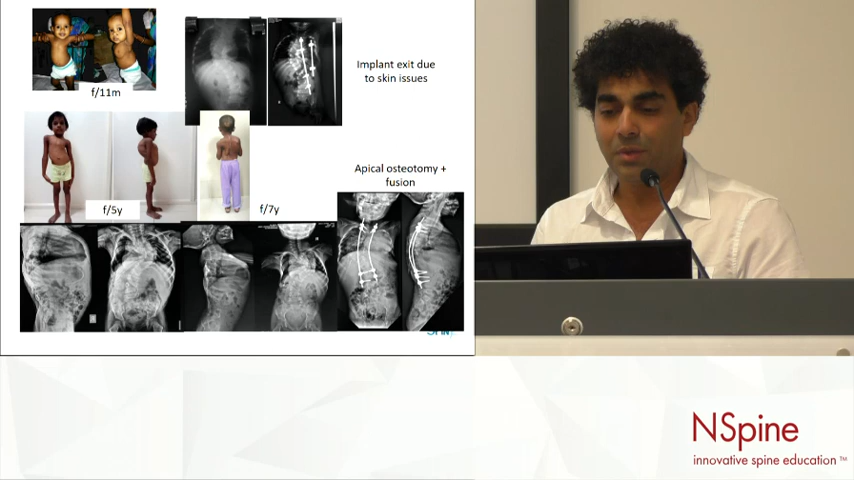 f/11m
Implant exit due
to skin issues
f/5y
f/7y
Apical osteotomy +
fusion
NSpine
innovative spine education™